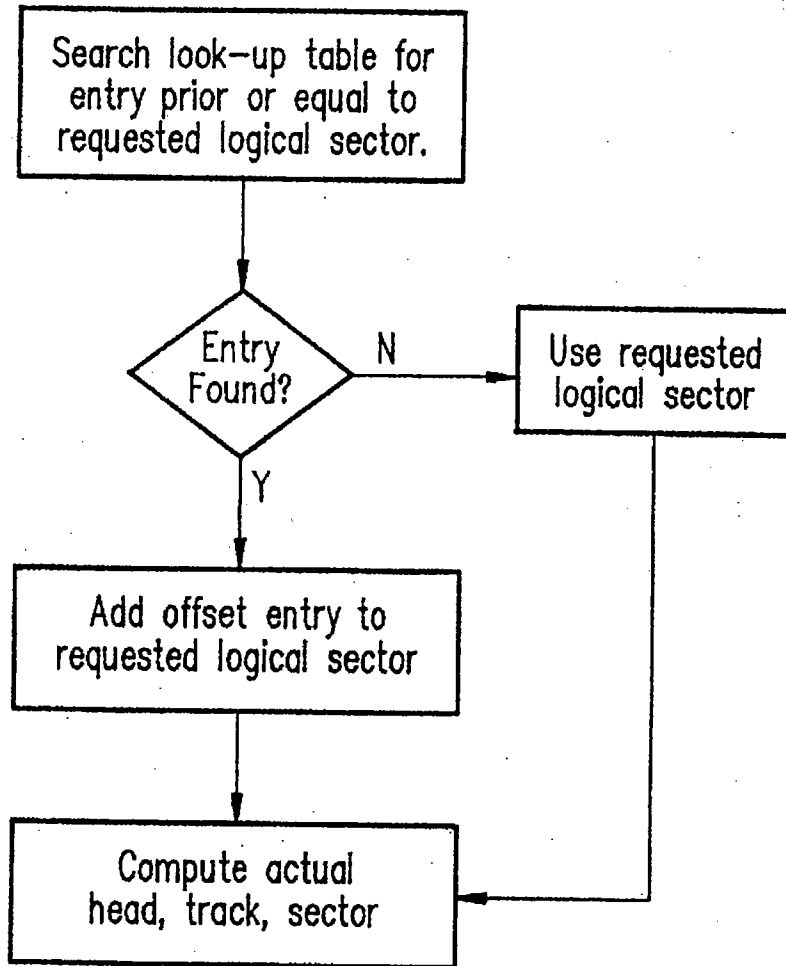 Search look-up table for
entry prior or equal to
requested logical sector.
Entry
Found?
N
Use requested
logical sector
Y
Add offset entry to
requested logical sector
Compute actual
head, track, sector